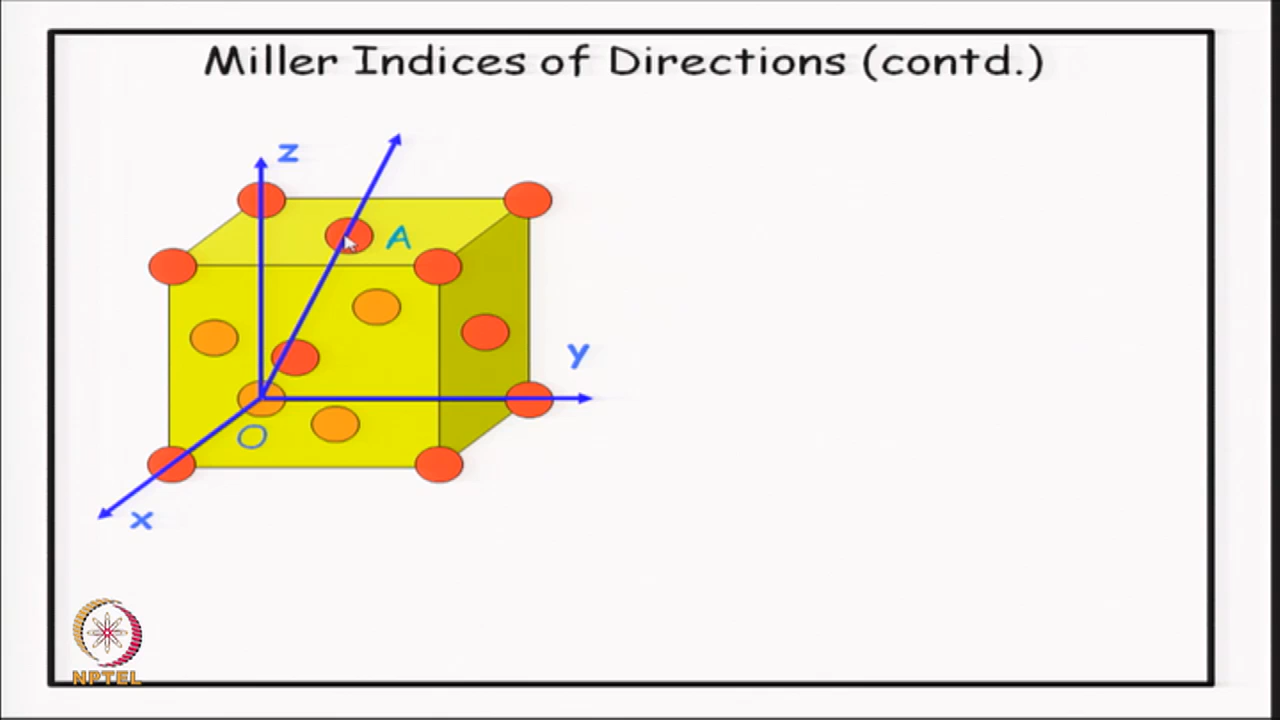 Miller Indices of Directions (contd.)
z
A
y
O
x
NPTEL